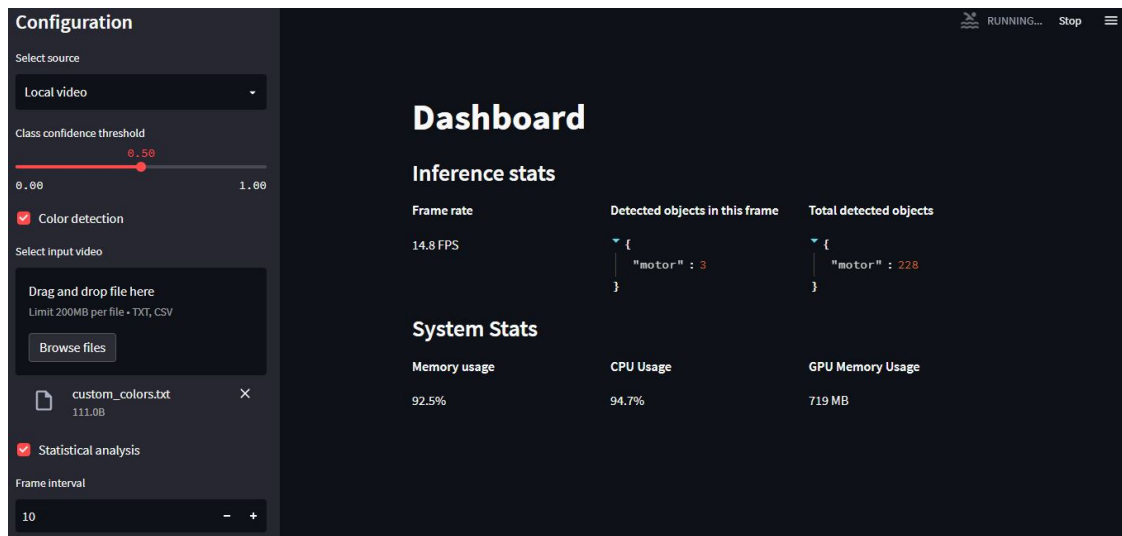 Configuration
Select source
Local video
Class confidence threshold
0.50
0.00 1.00
Color detection
Select input video
Drag and drop file here
Limit 200MB per file • TXT, CSV
Browse files
custom_colors.txt
111.0B
Statistical analysis
Frame interval
10 - +
RUNNING... Stop
Dashboard
Inference stats
Frame rate Detected objects in this frame Total detected objects
14.8 FPS { {
"motor" : 3 "motor" : 228
} }
System Stats
Memory usage CPU Usage GPU Memory Usage
92.5% 94.7% 719 MB